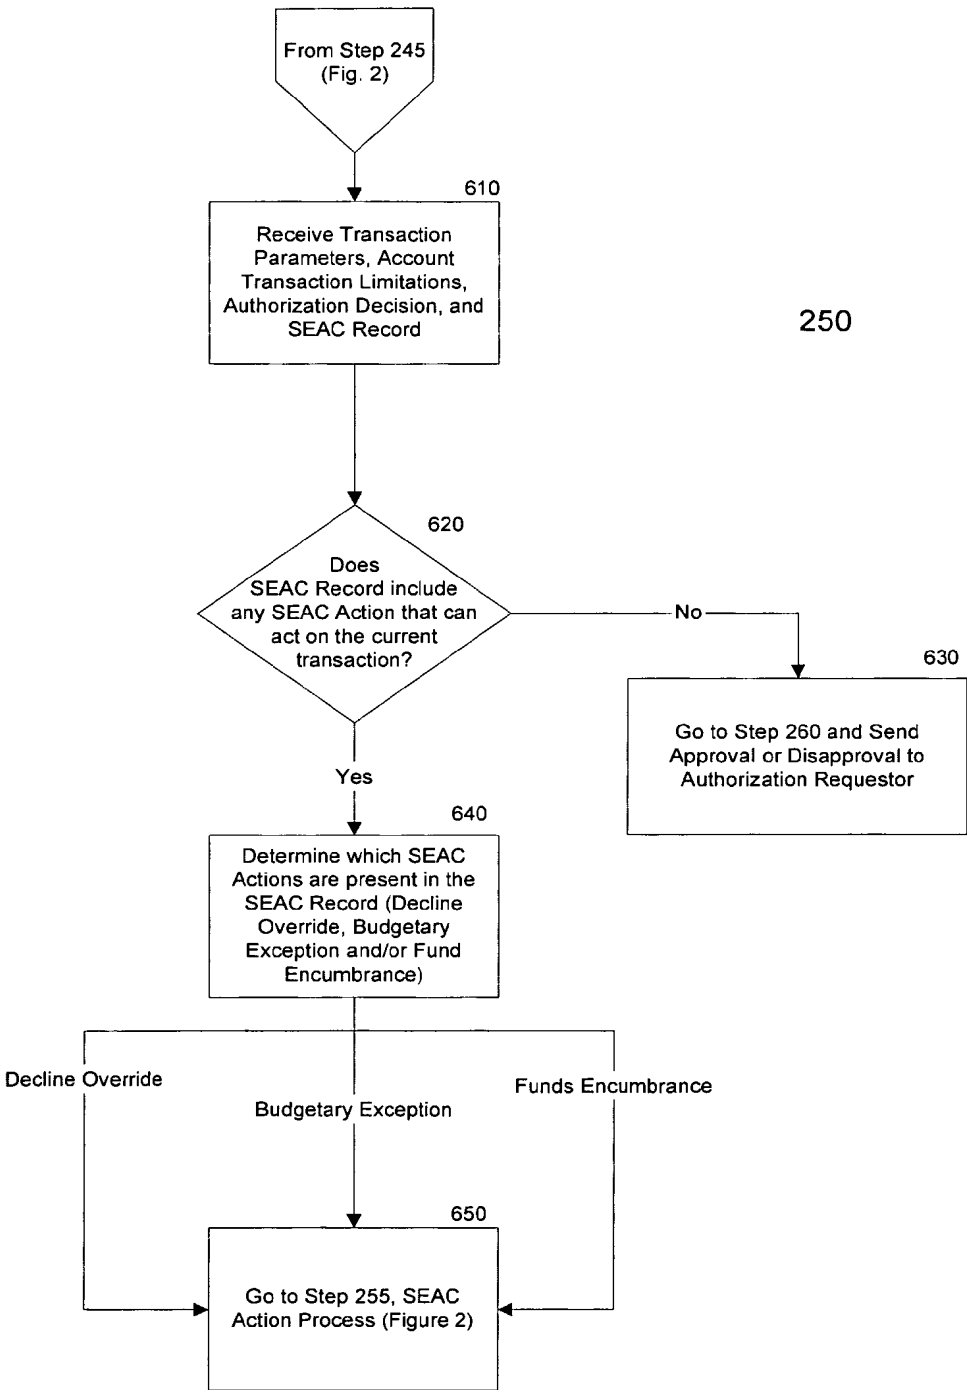 From Step 245
(Fig. 2)
610
Receive Transaction
Parameters, Account
Transaction Limitations,
Authorization Decision, and
SEAC Record
250
620
Does
SEAC Record include
any SEAC Action that can
act on the current
transaction?
No
630
Go to Step 260 and Send
Approval or Disapproval to
Authorization Requestor
Yes
640
Determine which SEAC
Actions are present in the
SEAC Record (Decline
Override, Budgetary
Exception and/or Fund
Encumbrance)
Decline Override
Budgetary Exception
Funds Encumbrance
650
Go to Step 255, SEAC
Action Process (Figure 2)